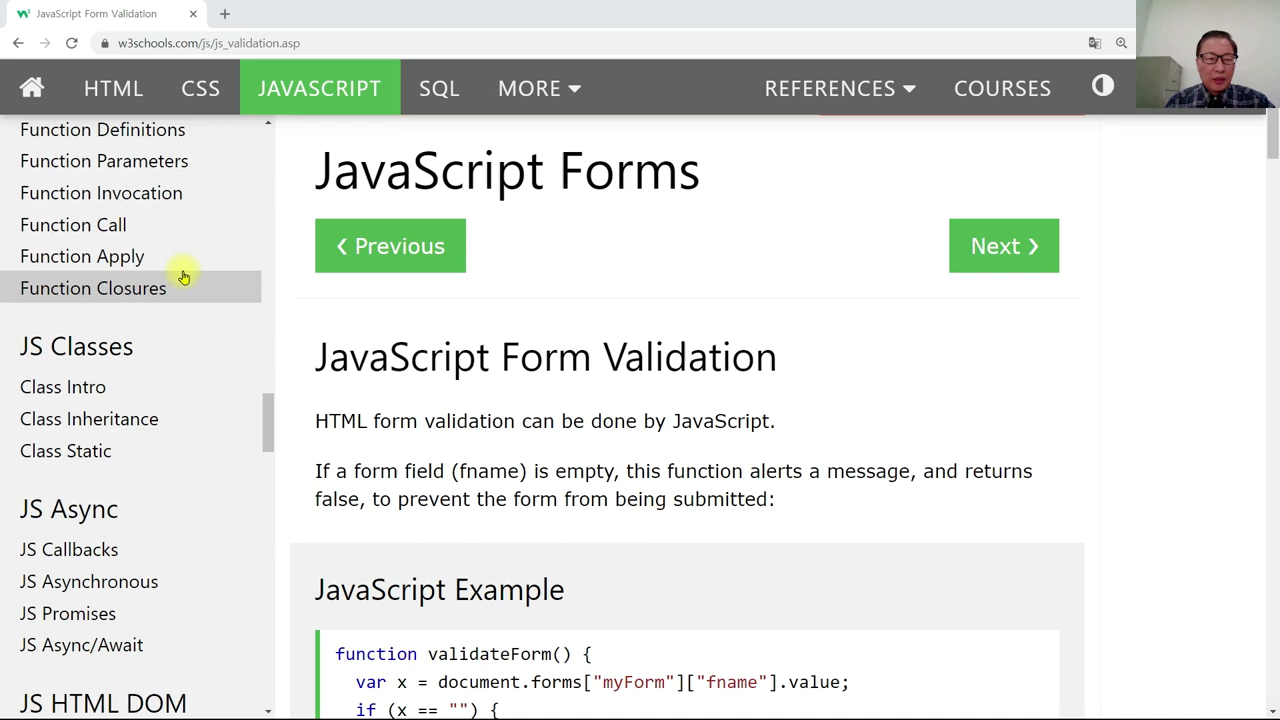 JavaScript Form Validation
w3schools.com/js/js_validation.asp
HTML
CSS
JAVASCRIPT
SQL
MORE
REFERENCES
COURSES
Function Definitions
Function Parameters
Function Invocation
Function Call
Function Apply
Function Closures
JS Classes
Class Intro
Class Inheritance
Class Static
JS Async
JS Callbacks
JS Asynchronous
JS Promises
JS Async/Await
JS HTML DOM
JavaScript Forms
❮ Previous
Next ❯
JavaScript Form Validation
HTML form validation can be done by JavaScript.
If a form field (fname) is empty, this function alerts a message, and returns
false, to prevent the form from being submitted:
JavaScript Example
function validateForm() {
var x = document.forms["myForm"]["fname"].value;
if (x == "") {